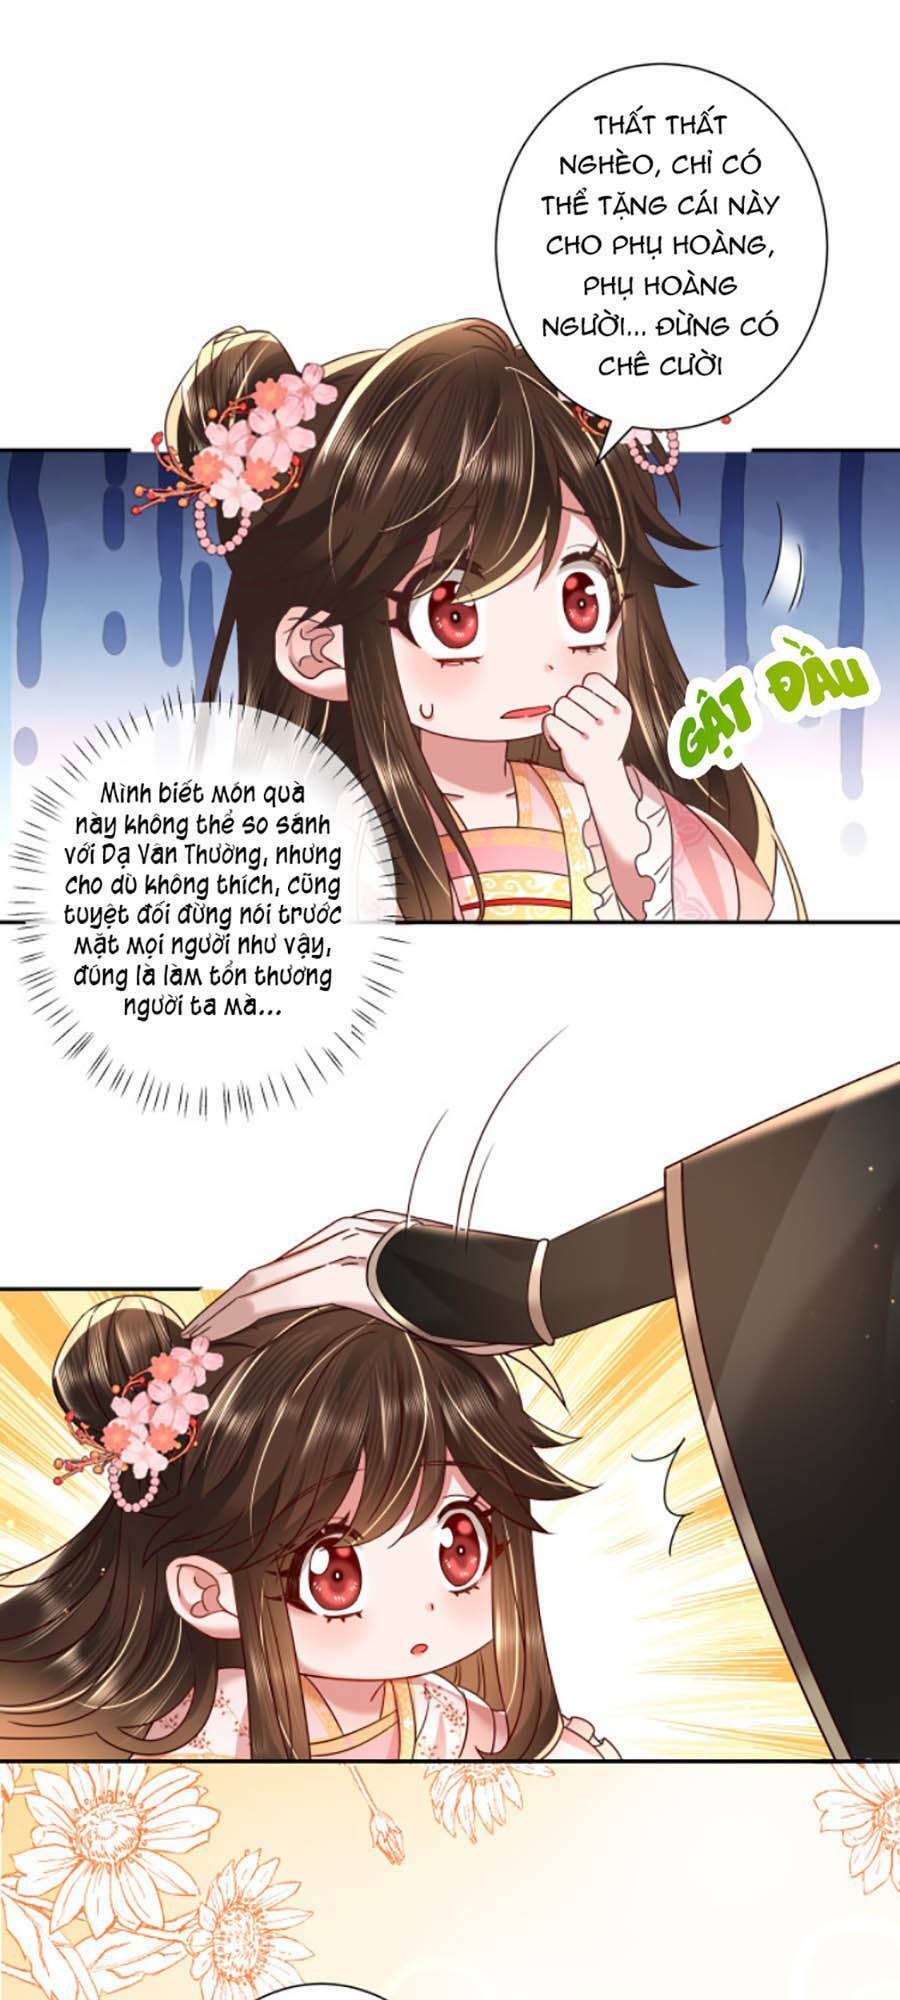 THẤT THẤT
NGHÈO, CHỈ CÓ
THỂ TẶNG CÁI NÀY
CHO PHỤ HOÀNG,
PHỤ HOÀNG
NGƯỜI... ĐỪNG CÓ
CHÊ CƯỜI
GẬT ĐẦU
Mình biết món quà
này không thể so sánh
với Dạ Vân Thường, nhưng
cho dù không thích, cũng
tuyệt đối đừng nói trước
mặt mọi người như vậy,
đúng là làm tổn thương
người ta mà...